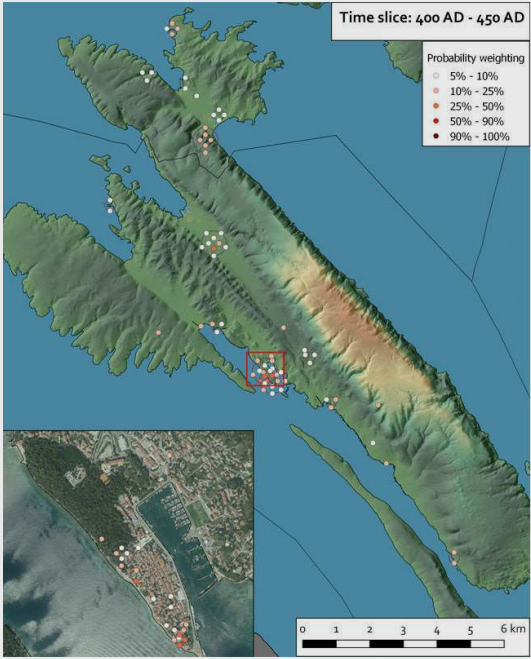 Time slice: 400 AD - 450 AD
Probability weighting
5% - 10%
10% - 25%
25% - 50%
50% - 90%
90% - 100%
0 1 2 3 4 5 6 km